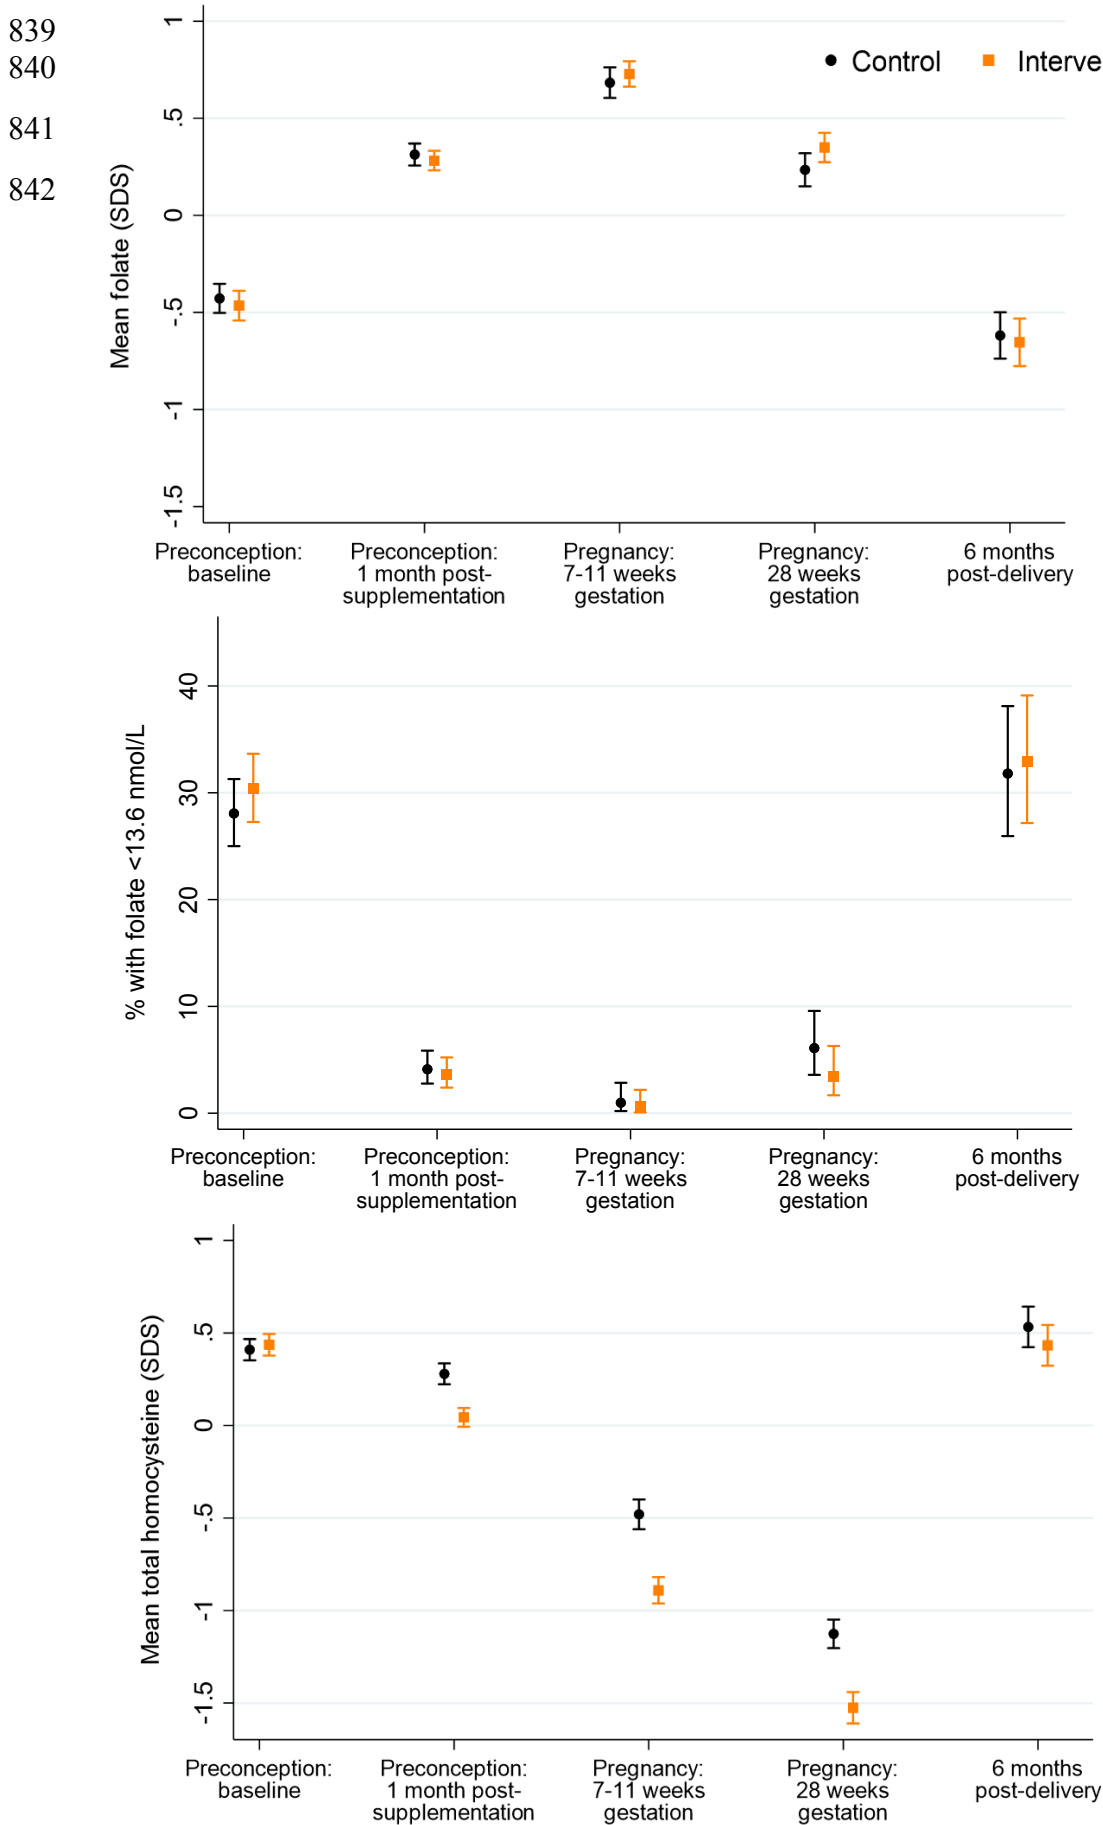 839
840
841
842
Control
Interve
Mean folate (SDS)
1
.5
0
-.5
-1
-1.5
Preconception: baseline
Preconception: 1 month post-supplementation
Pregnancy: 7-11 weeks gestation
Pregnancy: 28 weeks gestation
6 months post-delivery
% with folate <13.6 nmol/L
40
30
20
10
0
Preconception: baseline
Preconception: 1 month post-supplementation
Pregnancy: 7-11 weeks gestation
Pregnancy: 28 weeks gestation
6 months post-delivery
Mean total homocysteine (SDS)
1
.5
0
-.5
-1
-1.5
Preconception: baseline
Preconception: 1 month post-supplementation
Pregnancy: 7-11 weeks gestation
Pregnancy: 28 weeks gestation
6 months post-delivery